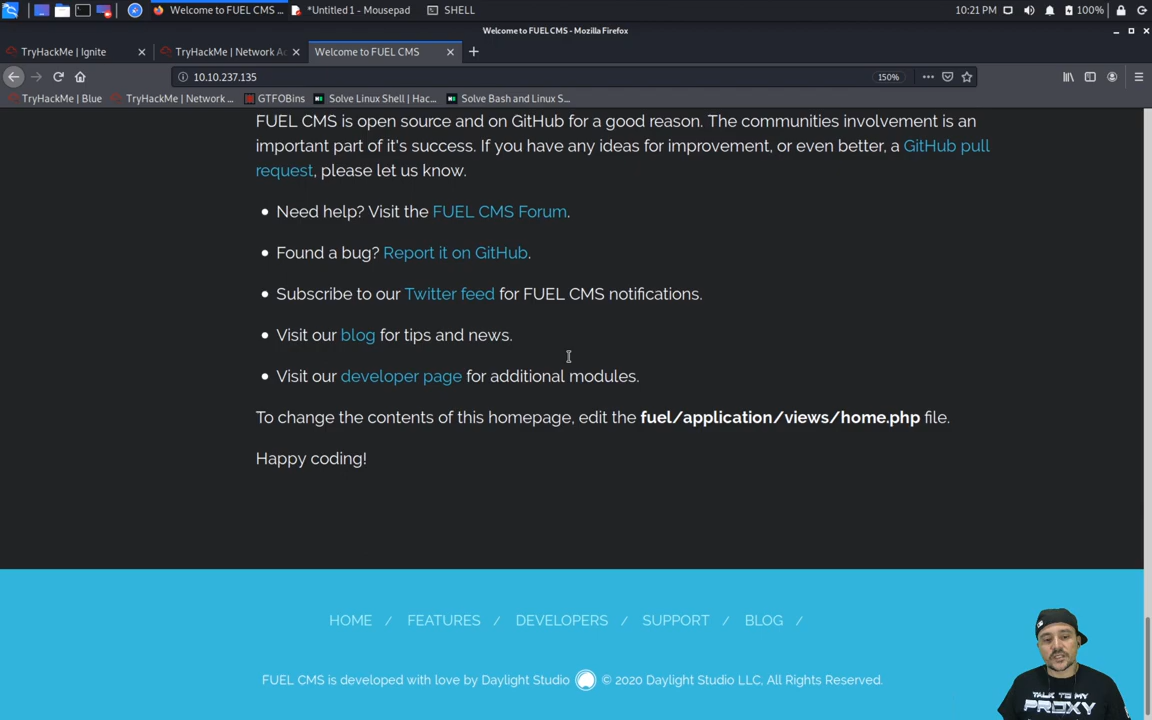 Welcome to FUEL CMS ...
*Untitled 1 - Mousepad
SHELL
10:21 PM
100%
Welcome to FUEL CMS - Mozilla Firefox
TryHackMe | Ignite
TryHackMe | Network Ac
Welcome to FUEL CMS
10.10.237.135
150%
TryHackMe | Blue
TryHackMe | Network ...
GTFOBins
Solve Linux Shell | Hac...
Solve Bash and Linux S...
FUEL CMS is open source and on GitHub for a good reason. The communities involvement is an
important part of it's success. If you have any ideas for improvement, or even better, a GitHub pull
request, please let us know.
Need help? Visit the FUEL CMS Forum.
Found a bug? Report it on GitHub.
Subscribe to our Twitter feed for FUEL CMS notifications.
Visit our blog for tips and news.
Visit our developer page for additional modules.
To change the contents of this homepage, edit the fuel/application/views/home.php file.
Happy coding!
HOME / FEATURES / DEVELOPERS / SUPPORT / BLOG /
FUEL CMS is developed with love by Daylight Studio © 2020 Daylight Studio LLC, All Rights Reserved.
TALK TO MY
PROXY